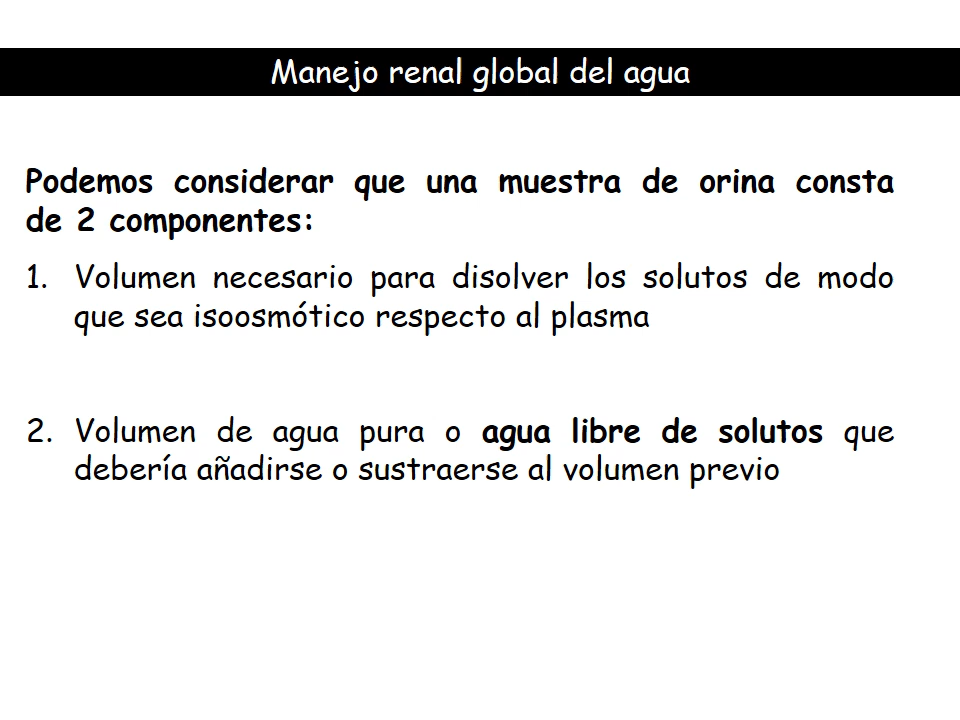 Manejo renal global del agua
Podemos considerar que una muestra de orina consta
de 2 componentes:
1. Volumen necesario para disolver los solutos de modo
que sea isoosmótico respecto al plasma
2. Volumen de agua pura o agua libre de solutos que
debería añadirse o sustraerse al volumen previo